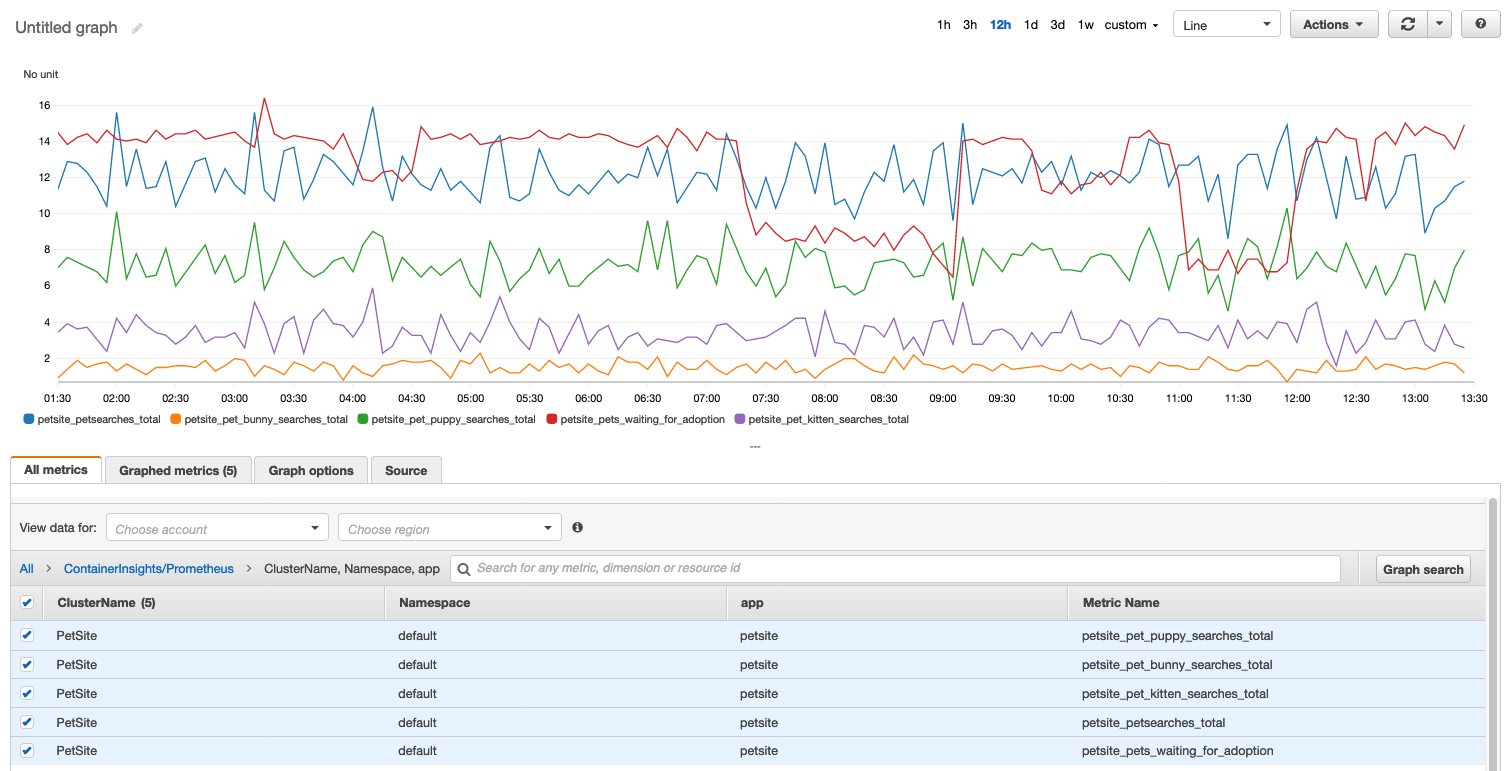 Untitled graph
1h 3h 12h 1d 3d 1w custom Line Actions ?
No unit
16
14
12
10
8
6
4
2
01:30 02:00 02:30 03:00 03:30 04:00 04:30 05:00 05:30 06:00 06:30 07:00 07:30 08:00 08:30 09:00 09:30 10:00 10:30 11:00 11:30 12:00 12:30 13:00 13:30
petsite_petsearches_total petsite_pet_bunny_searches_total petsite_pet_puppy_searches_total petsite_pets_waiting_for_adoption petsite_pet_kitten_searches_total
All metrics Graphed metrics (5) Graph options Source
View data for: Choose account Choose region i
All > ContainerInsights/Prometheus > ClusterName, Namespace, app Search for any metric, dimension or resource id Graph search
ClusterName (5) Namespace app Metric Name
PetSite default petsite petsite_pet_puppy_searches_total
PetSite default petsite petsite_pet_bunny_searches_total
PetSite default petsite petsite_pet_kitten_searches_total
PetSite default petsite petsite_petsearches_total
PetSite default petsite petsite_pets_waiting_for_adoption